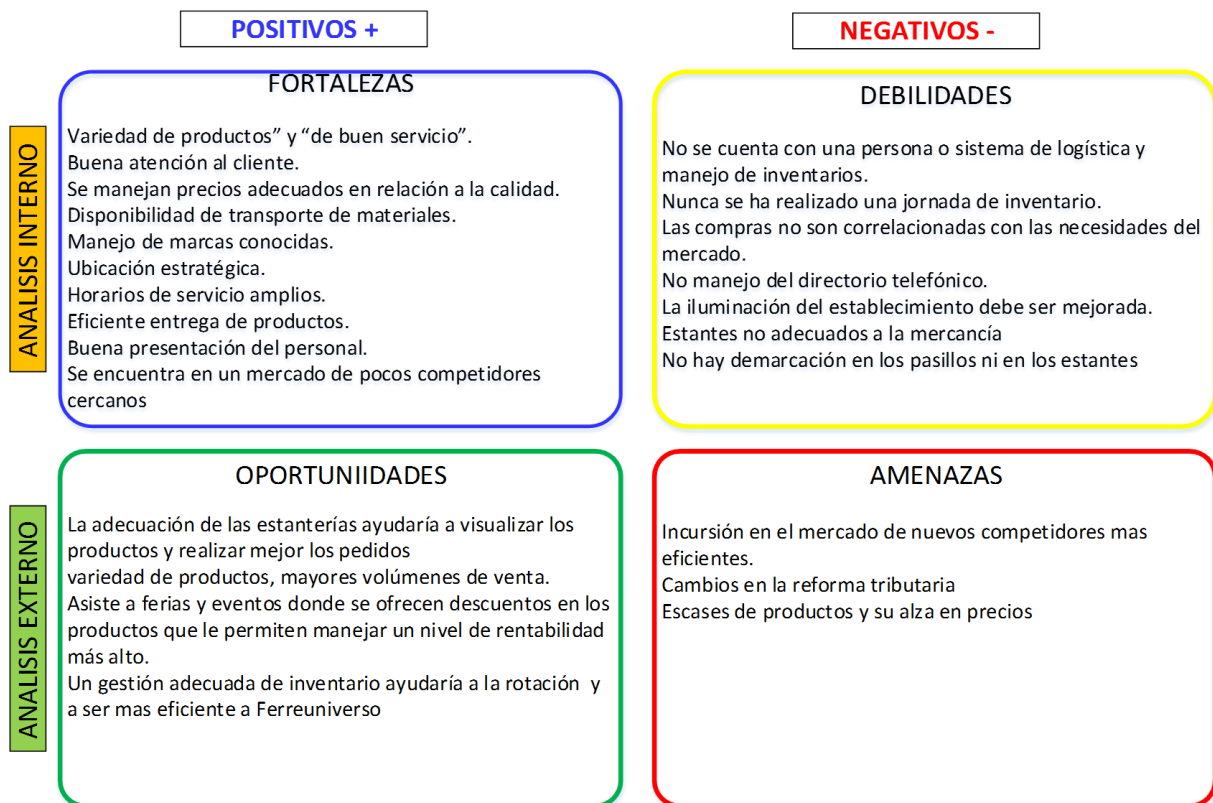 POSITIVOS +
NEGATIVOS -
ANALISIS INTERNO
FORTALEZAS
Variedad de productos” y “de buen servicio”.
Buena atención al cliente.
Se manejan precios adecuados en relación a la calidad.
Disponibilidad de transporte de materiales.
Manejo de marcas conocidas.
Ubicación estratégica.
Horarios de servicio amplios.
Eficiente entrega de productos.
Buena presentación del personal.
Se encuentra en un mercado de pocos competidores
cercanos
DEBILIDADES
No se cuenta con una persona o sistema de logística y
manejo de inventarios.
Nunca se ha realizado una jornada de inventario.
Las compras no son correlacionadas con las necesidades del
mercado.
No manejo del directorio telefónico.
La iluminación del establecimiento debe ser mejorada.
Estantes no adecuados a la mercancía
No hay demarcación en los pasillos ni en los estantes
ANALISIS EXTERNO
OPORTUNIIDADES
La adecuación de las estanterías ayudaría a visualizar los
productos y realizar mejor los pedidos
variedad de productos, mayores volúmenes de venta.
Asiste a ferias y eventos donde se ofrecen descuentos en los
productos que le permiten manejar un nivel de rentabilidad
más alto.
Un gestión adecuada de inventario ayudaría a la rotación y
a ser mas eficiente a Ferreuniverso
AMENAZAS
Incursión en el mercado de nuevos competidores mas
eficientes.
Cambios en la reforma tributaria
Escases de productos y su alza en precios